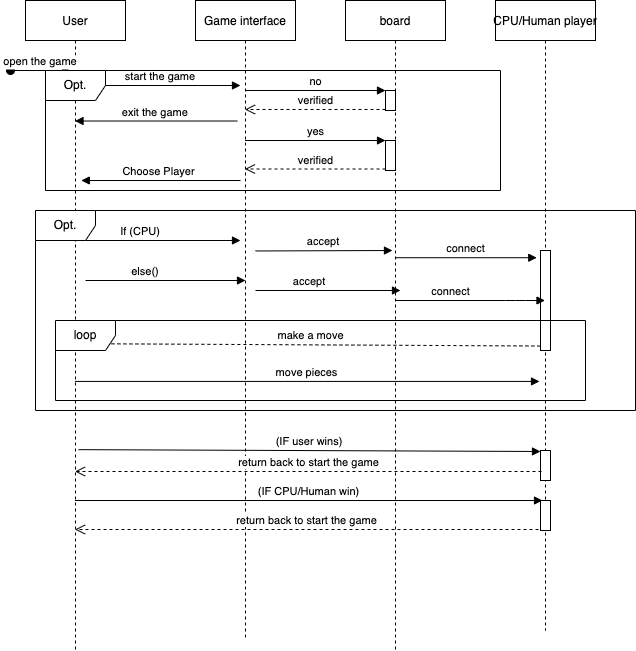 User
Game interface
board
CPU/Human player
open the game
Opt.
start the game
no
verified
exit the game
yes
verified
Choose Player
Opt.
If (CPU)
accept
connect
else()
accept
connect
loop
make a move
move pieces
(IF user wins)
return back to start the game
(IF CPU/Human win)
return back to start the game